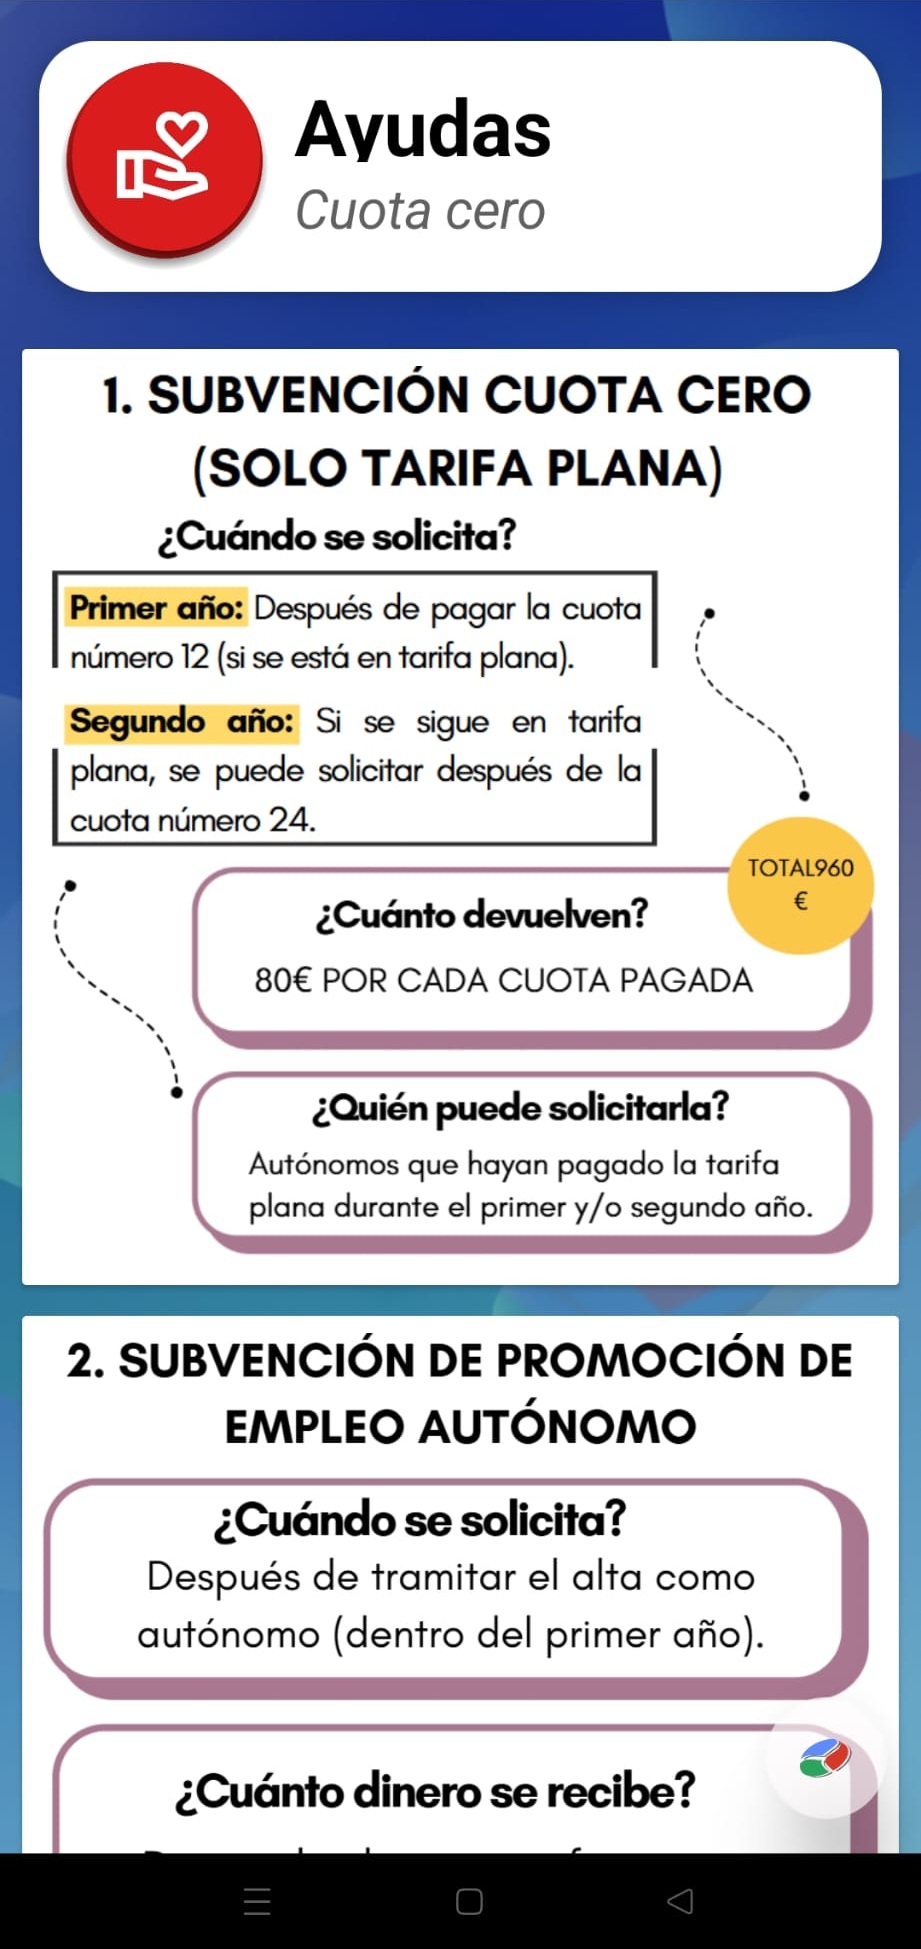 Ayudas
Cuota cero
1. SUBVENCIÓN CUOTA CERO
(SOLO TARIFA PLANA)
¿Cuándo se solicita?
Primer año: Después de pagar la cuota
número 12 (si se está en tarifa plana).
Segundo año: Si se sigue en tarifa
plana, se puede solicitar después de la
cuota número 24.
TOTAL960
€
¿Cuánto devuelven?
80€ POR CADA CUOTA PAGADA
¿Quién puede solicitarla?
Autónomos que hayan pagado la tarifa
plana durante el primer y/o segundo año.
2. SUBVENCIÓN DE PROMOCIÓN DE
EMPLEO AUTÓNOMO
¿Cuándo se solicita?
Después de tramitar el alta como
autónomo (dentro del primer año).
¿Cuánto dinero se recibe?